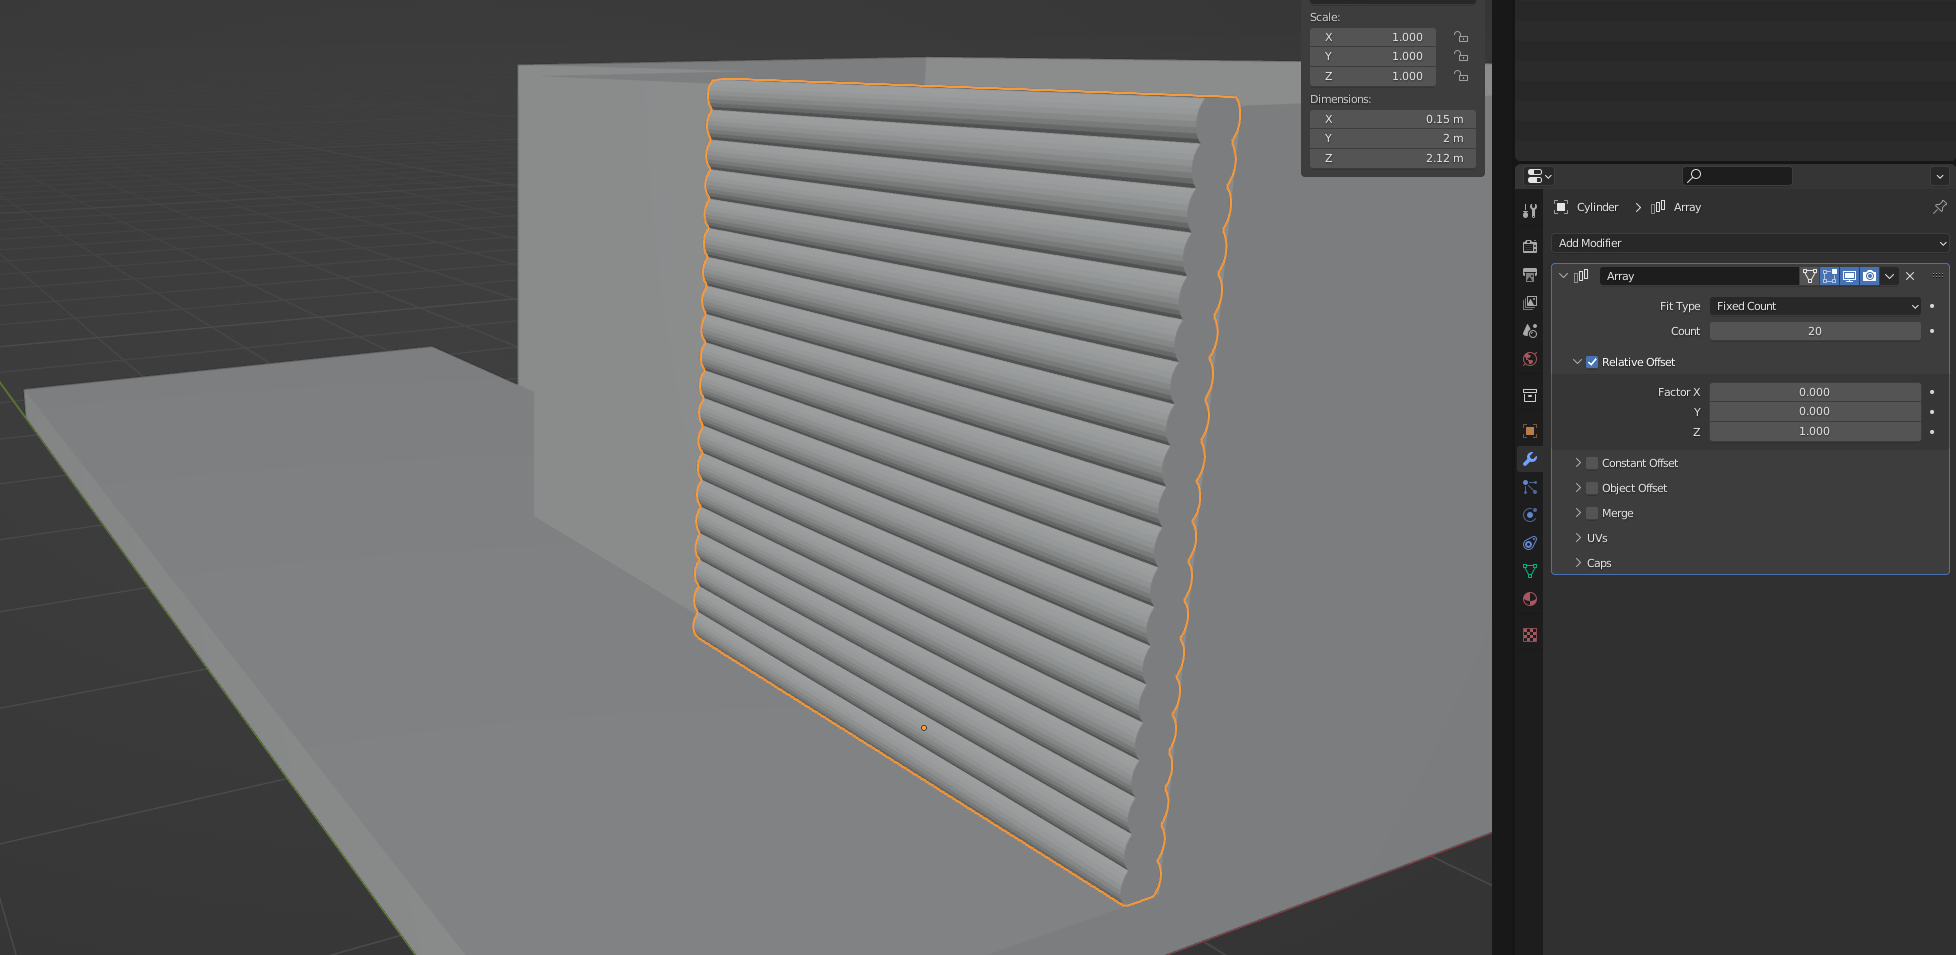 Scale:
X 1.000
Y 1.000
Z 1.000
Dimensions:
X 0.15 m
Y 2 m
Z 2.12 m
Cylinder > Array
Add Modifier
Array
Fit Type Fixed Count
Count 20
Relative Offset
Factor X 0.000
Y 0.000
Z 1.000
Constant Offset
Object Offset
Merge
UVs
Caps